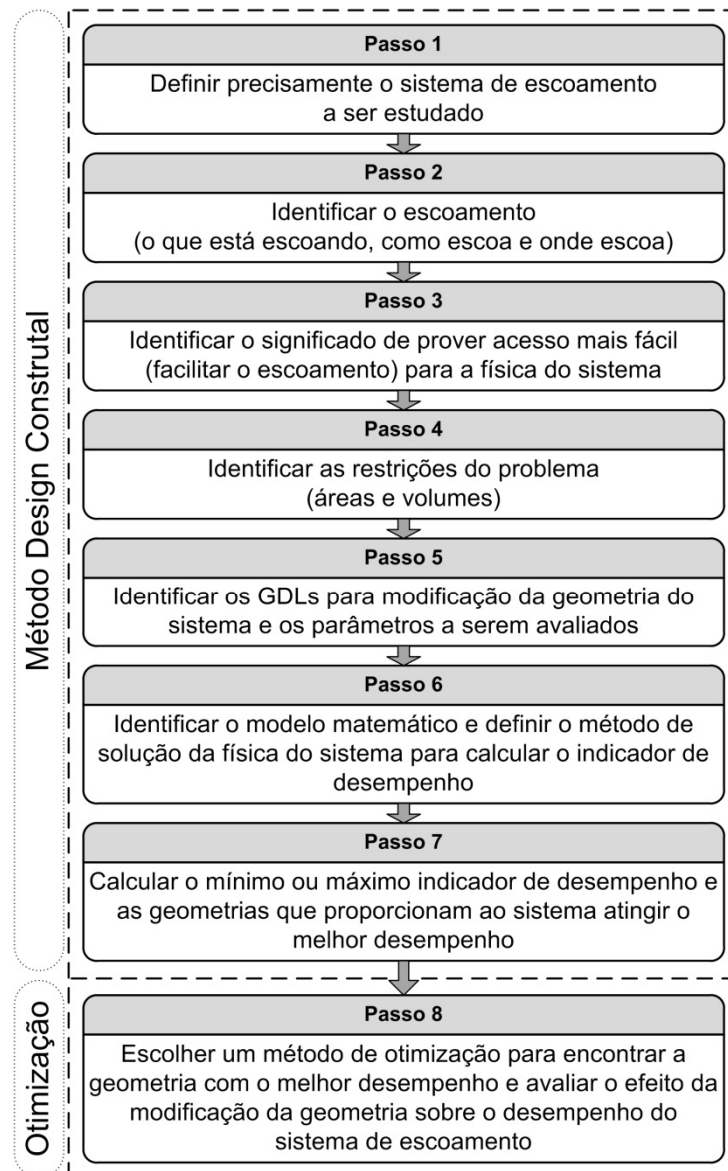 Método Design Construtal
Passo 1
Definir precisamente o sistema de escoamento
a ser estudado
Passo 2
Identificar o escoamento
(o que está escoando, como escoa e onde escoa)
Passo 3
Identificar o significado de prover acesso mais fácil
(facilitar o escoamento) para a física do sistema
Passo 4
Identificar as restrições do problema
(áreas e volumes)
Passo 5
Identificar os GDLs para modificação da geometria do
sistema e os parâmetros a serem avaliados
Passo 6
Identificar o modelo matemático e definir o método de
solução da física do sistema para calcular o indicador de
desempenho
Passo 7
Calcular o mínimo ou máximo indicador de desempenho e
as geometrias que proporcionam ao sistema atingir o
melhor desempenho
Otimização
Passo 8
Escolher um método de otimização para encontrar a
geometria com o melhor desempenho e avaliar o efeito da
modificação da geometria sobre o desempenho do
sistema de escoamento